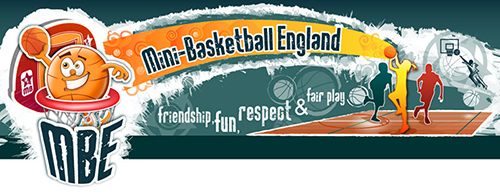 Mini-Basketball England
friendship, fun, respect & fair play
MBE